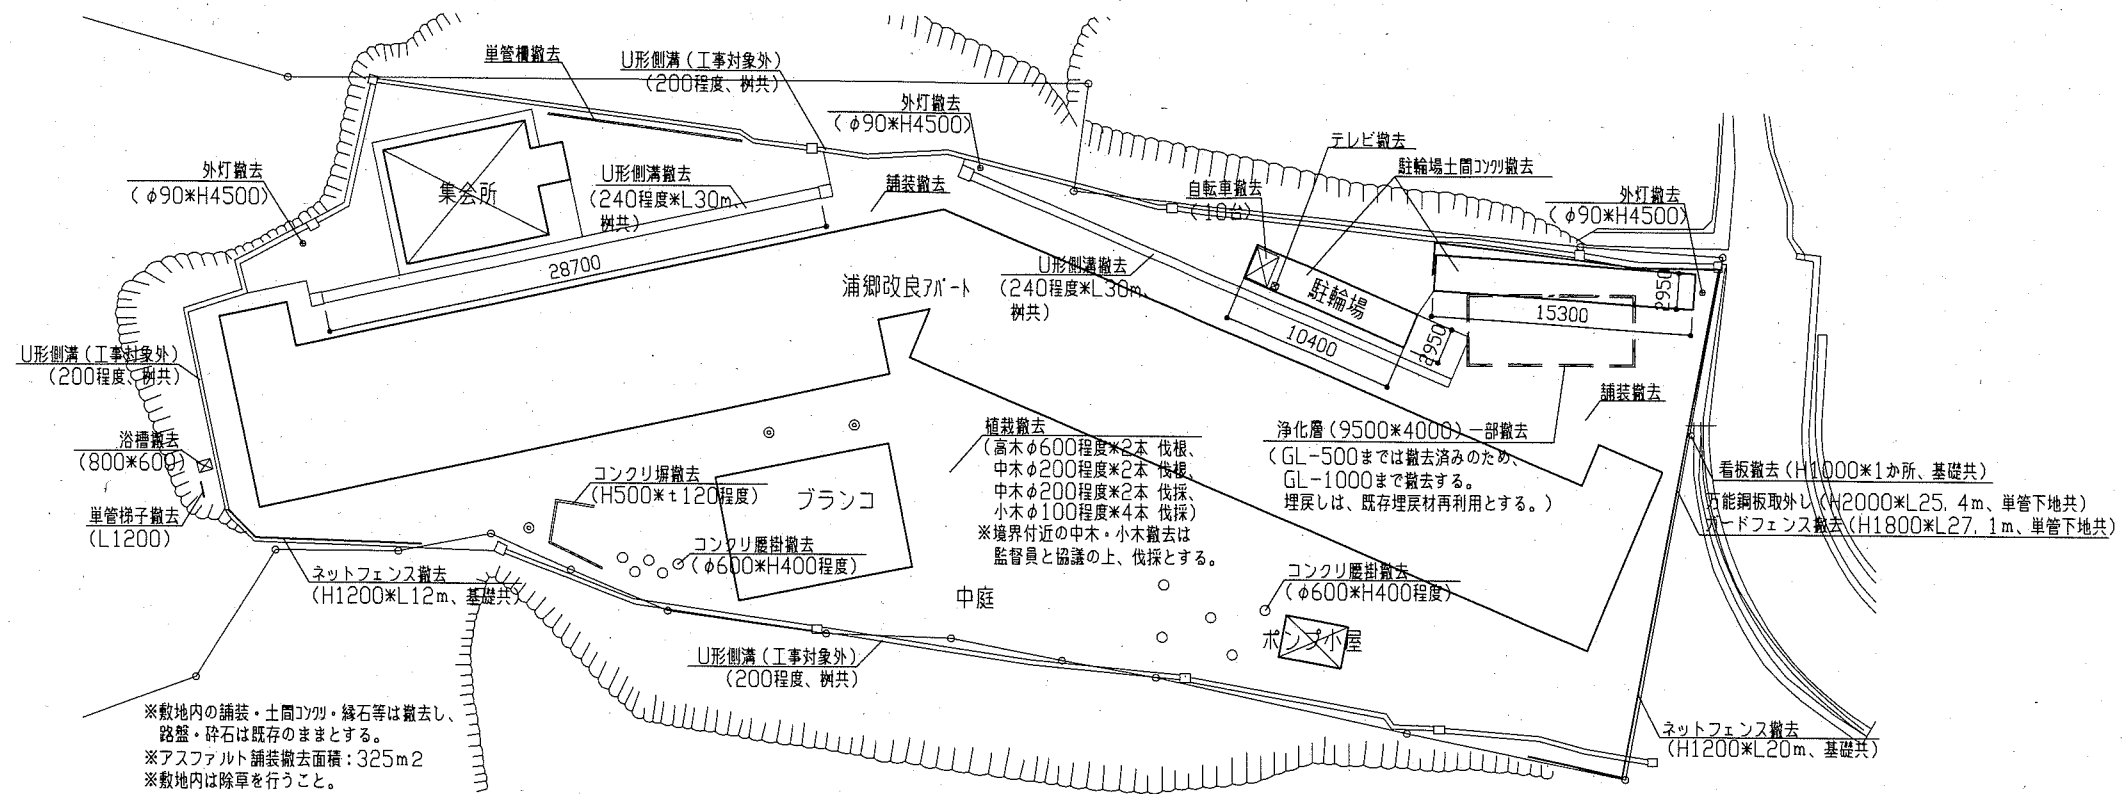 単管柵撤去
U形側溝（工事対象外）
（200程度、桝共）
外灯撤去
（φ90*H4500）
テレビ撤去
駐輪場土間コンクリ撤去
外灯撤去
（φ90*H4500）
集会所
U形側溝撤去
（240程度*L30m、
桝共）
舗装撤去
自転車撤去
（10台）
外灯撤去
（φ90*H4500）
28700
浦郷改良アパート
U形側溝撤去
（240程度*L30m、
桝共）
駐輪場
10400
2950
15300
2950
U形側溝（工事対象外）
（200程度、桝共）
舗装撤去
浴槽撤去
（800*600）
単管梯子撤去
（L1200）
コンクリ塀撤去
（H500*t120程度）
ブランコ
植栽撤去
（高木φ600程度*2本 伐根、
中木φ200程度*2本 伐根、
中木φ200程度*2本 伐採、
小木φ100程度*4本 伐採）
※境界付近の中木・小木撤去は
監督員と協議の上、伐採とする。
浄化層（9500*4000）一部撤去
（GL-500までは撤去済みのため、
GL-1000まで撤去する。
埋戻しは、既存埋戻材再利用とする。）
看板撤去（H1000*1か所、基礎共）
万能鋼板取外し（H2000*L25.4m、単管下地共）
ガードフェンス撤去（H1800*L27.1m、単管下地共）
ネットフェンス撤去
（H1200*L12m、基礎共）
コンクリ腰掛撤去
（φ600*H400程度）
中庭
コンクリ腰掛撤去
（φ600*H400程度）
ポンプ小屋
U形側溝（工事対象外）
（200程度、桝共）
ネットフェンス撤去
（H1200*L20m、基礎共）
※敷地内の舗装・土間コンクリ・縁石等は撤去し、
路盤・砕石は既存のままとする。
※アスファルト舗装撤去面積：325m2
※敷地内は除草を行うこと。